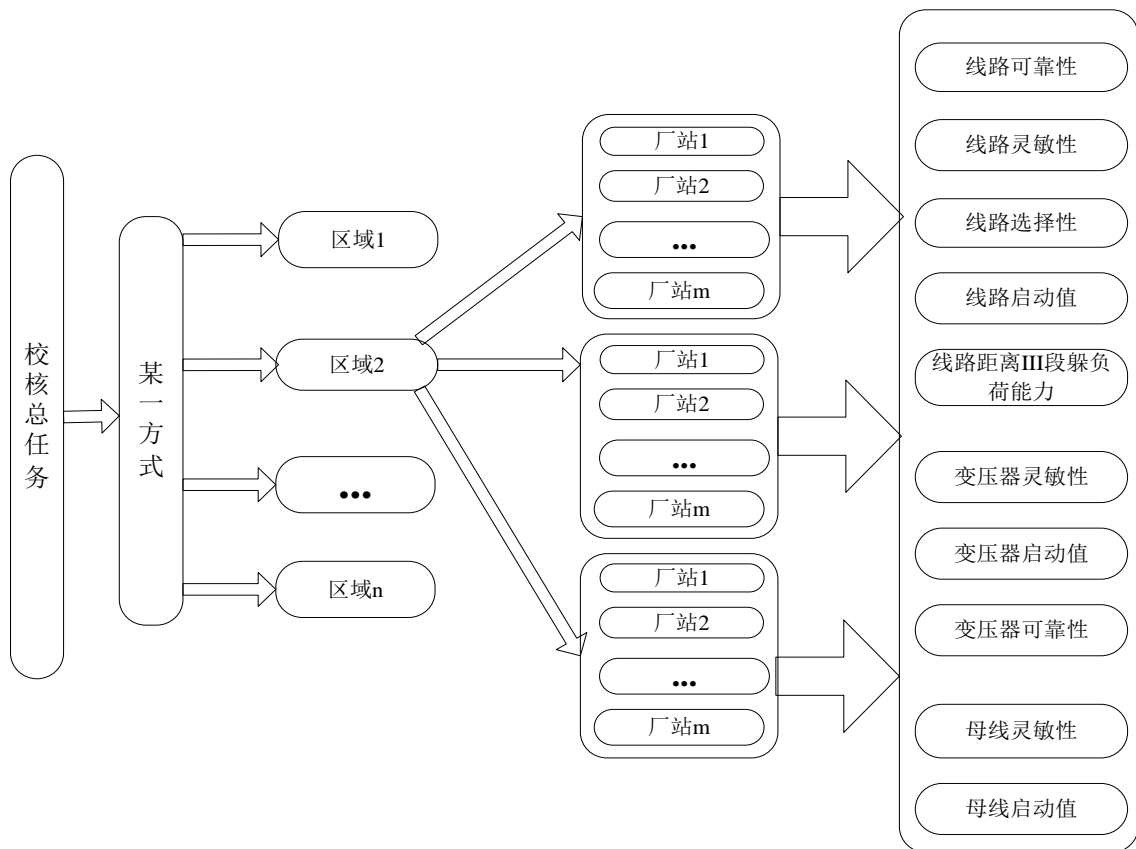 校核总任务
某一方式
区域1
区域2
...
区域n
厂站1
厂站2
...
厂站m
厂站1
厂站2
...
厂站m
厂站1
厂站2
...
厂站m
线路可靠性
线路灵敏性
线路选择性
线路启动值
线路距离III段躲负
荷能力
变压器灵敏性
变压器启动值
变压器可靠性
母线灵敏性
母线启动值